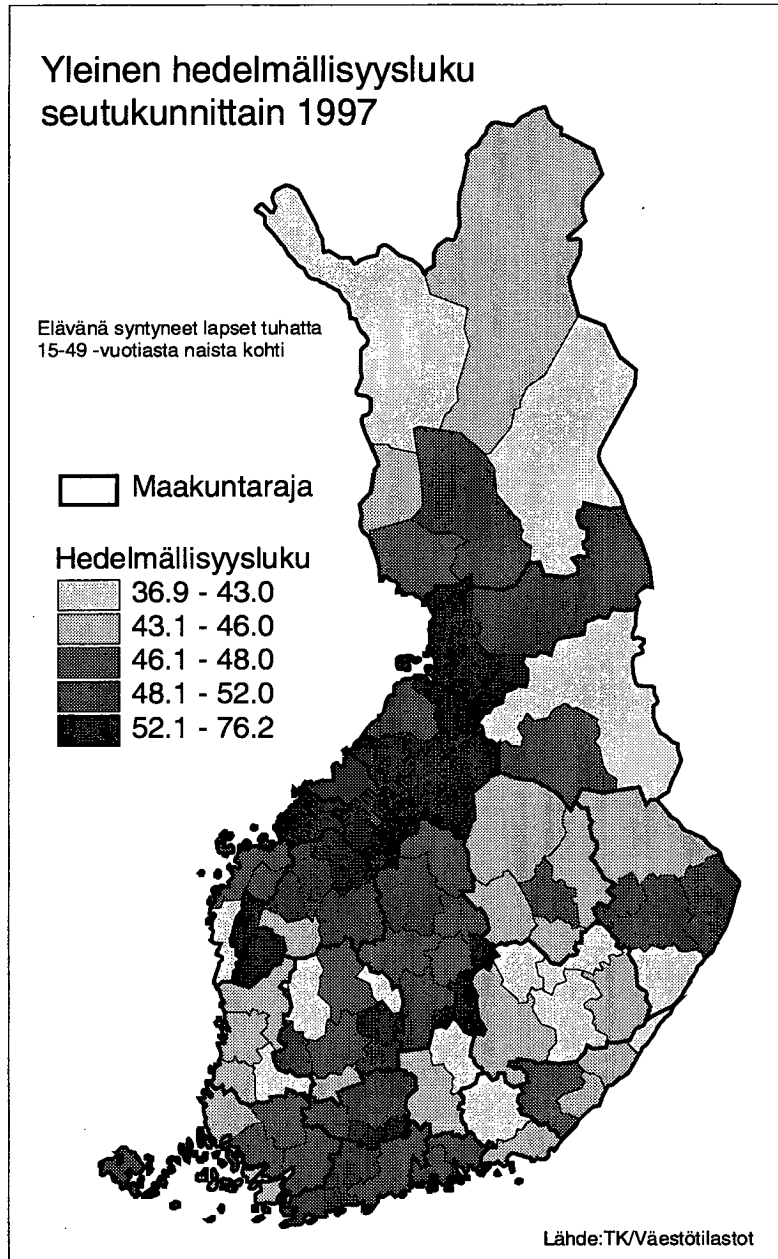 Yleinen hedelmällisyysluku
seutukunnittain 1997
Elävänä syntyneet lapset tuhatta
15-49 -vuotiasta naista kohti
Maakuntaraja
Hedelmällisyysluku
36.9 - 43.0
43.1 - 46.0
46.1 - 48.0
48.1 - 52.0
52.1 - 76.2
Lähde:TK/Väestötilastot